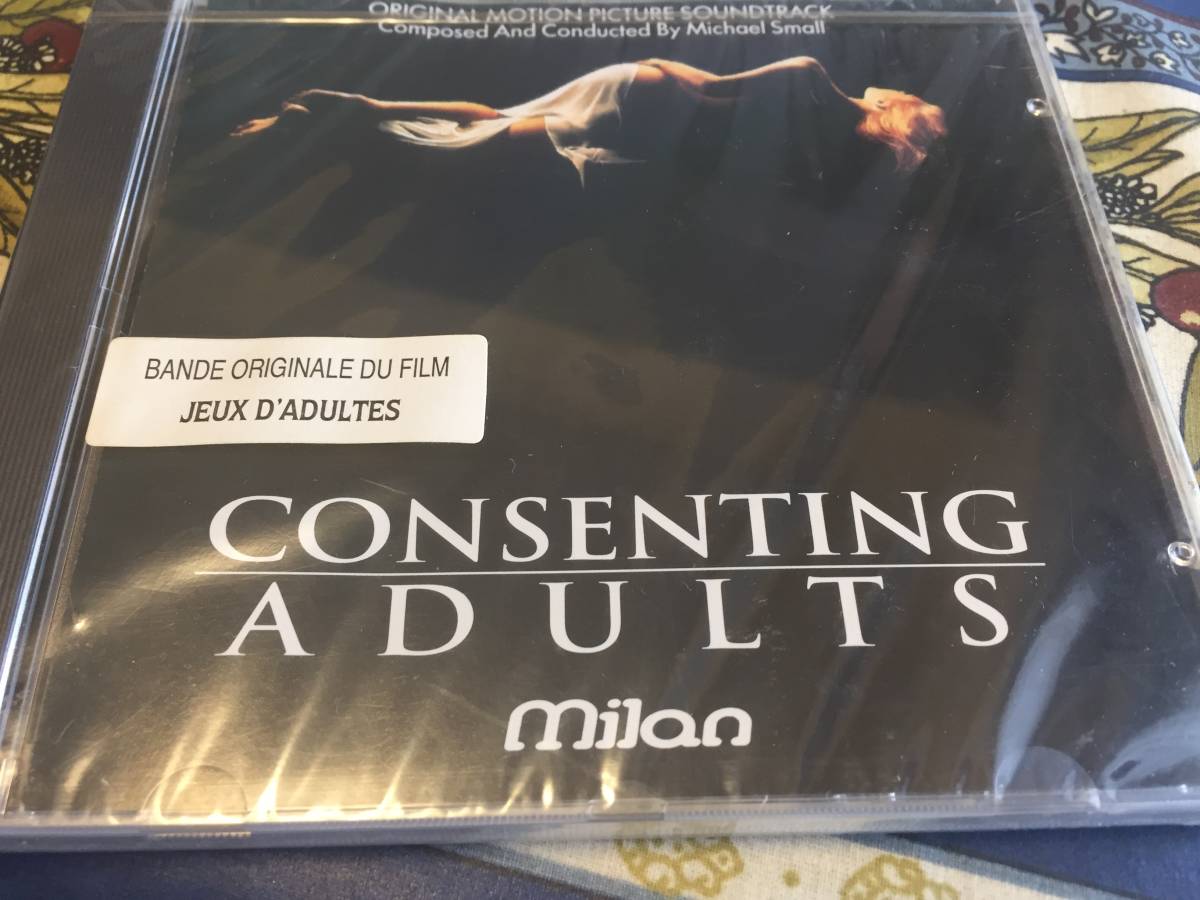 ORIGINAL MOTION PICTURE SOUNDTRACK
Composed And Conducted By Michael Small
BANDE ORIGINALE DU FILM
JEUX D'ADULTES
CONSENTING
ADULTS
milan